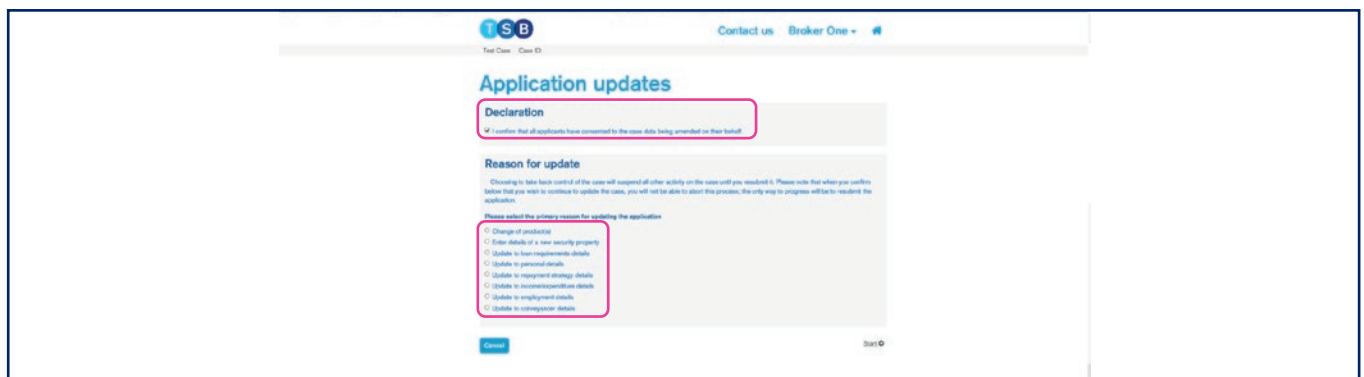 TSB
Contact us Broker One
Test Case Case ID
Application updates
Declaration
I confirm that all applicants have consented to the case data being amended on their behalf
Reason for update
Choosing to take back control of the case will suspend all other activity on the case until you resubmit it. Please note that when you confirm
below that you wish to continue to update the case, you will not be able to abort this process; the only way to progress will be to resubmit the
application.
Please select the primary reason for updating the application
Change of product(s)
Enter details of a new security property
Update to loan requirements details
Update to personal details
Update to repayment strategy details
Update to income/expenditure details
Update to employment details
Update to conveyancer details
Cancel Start